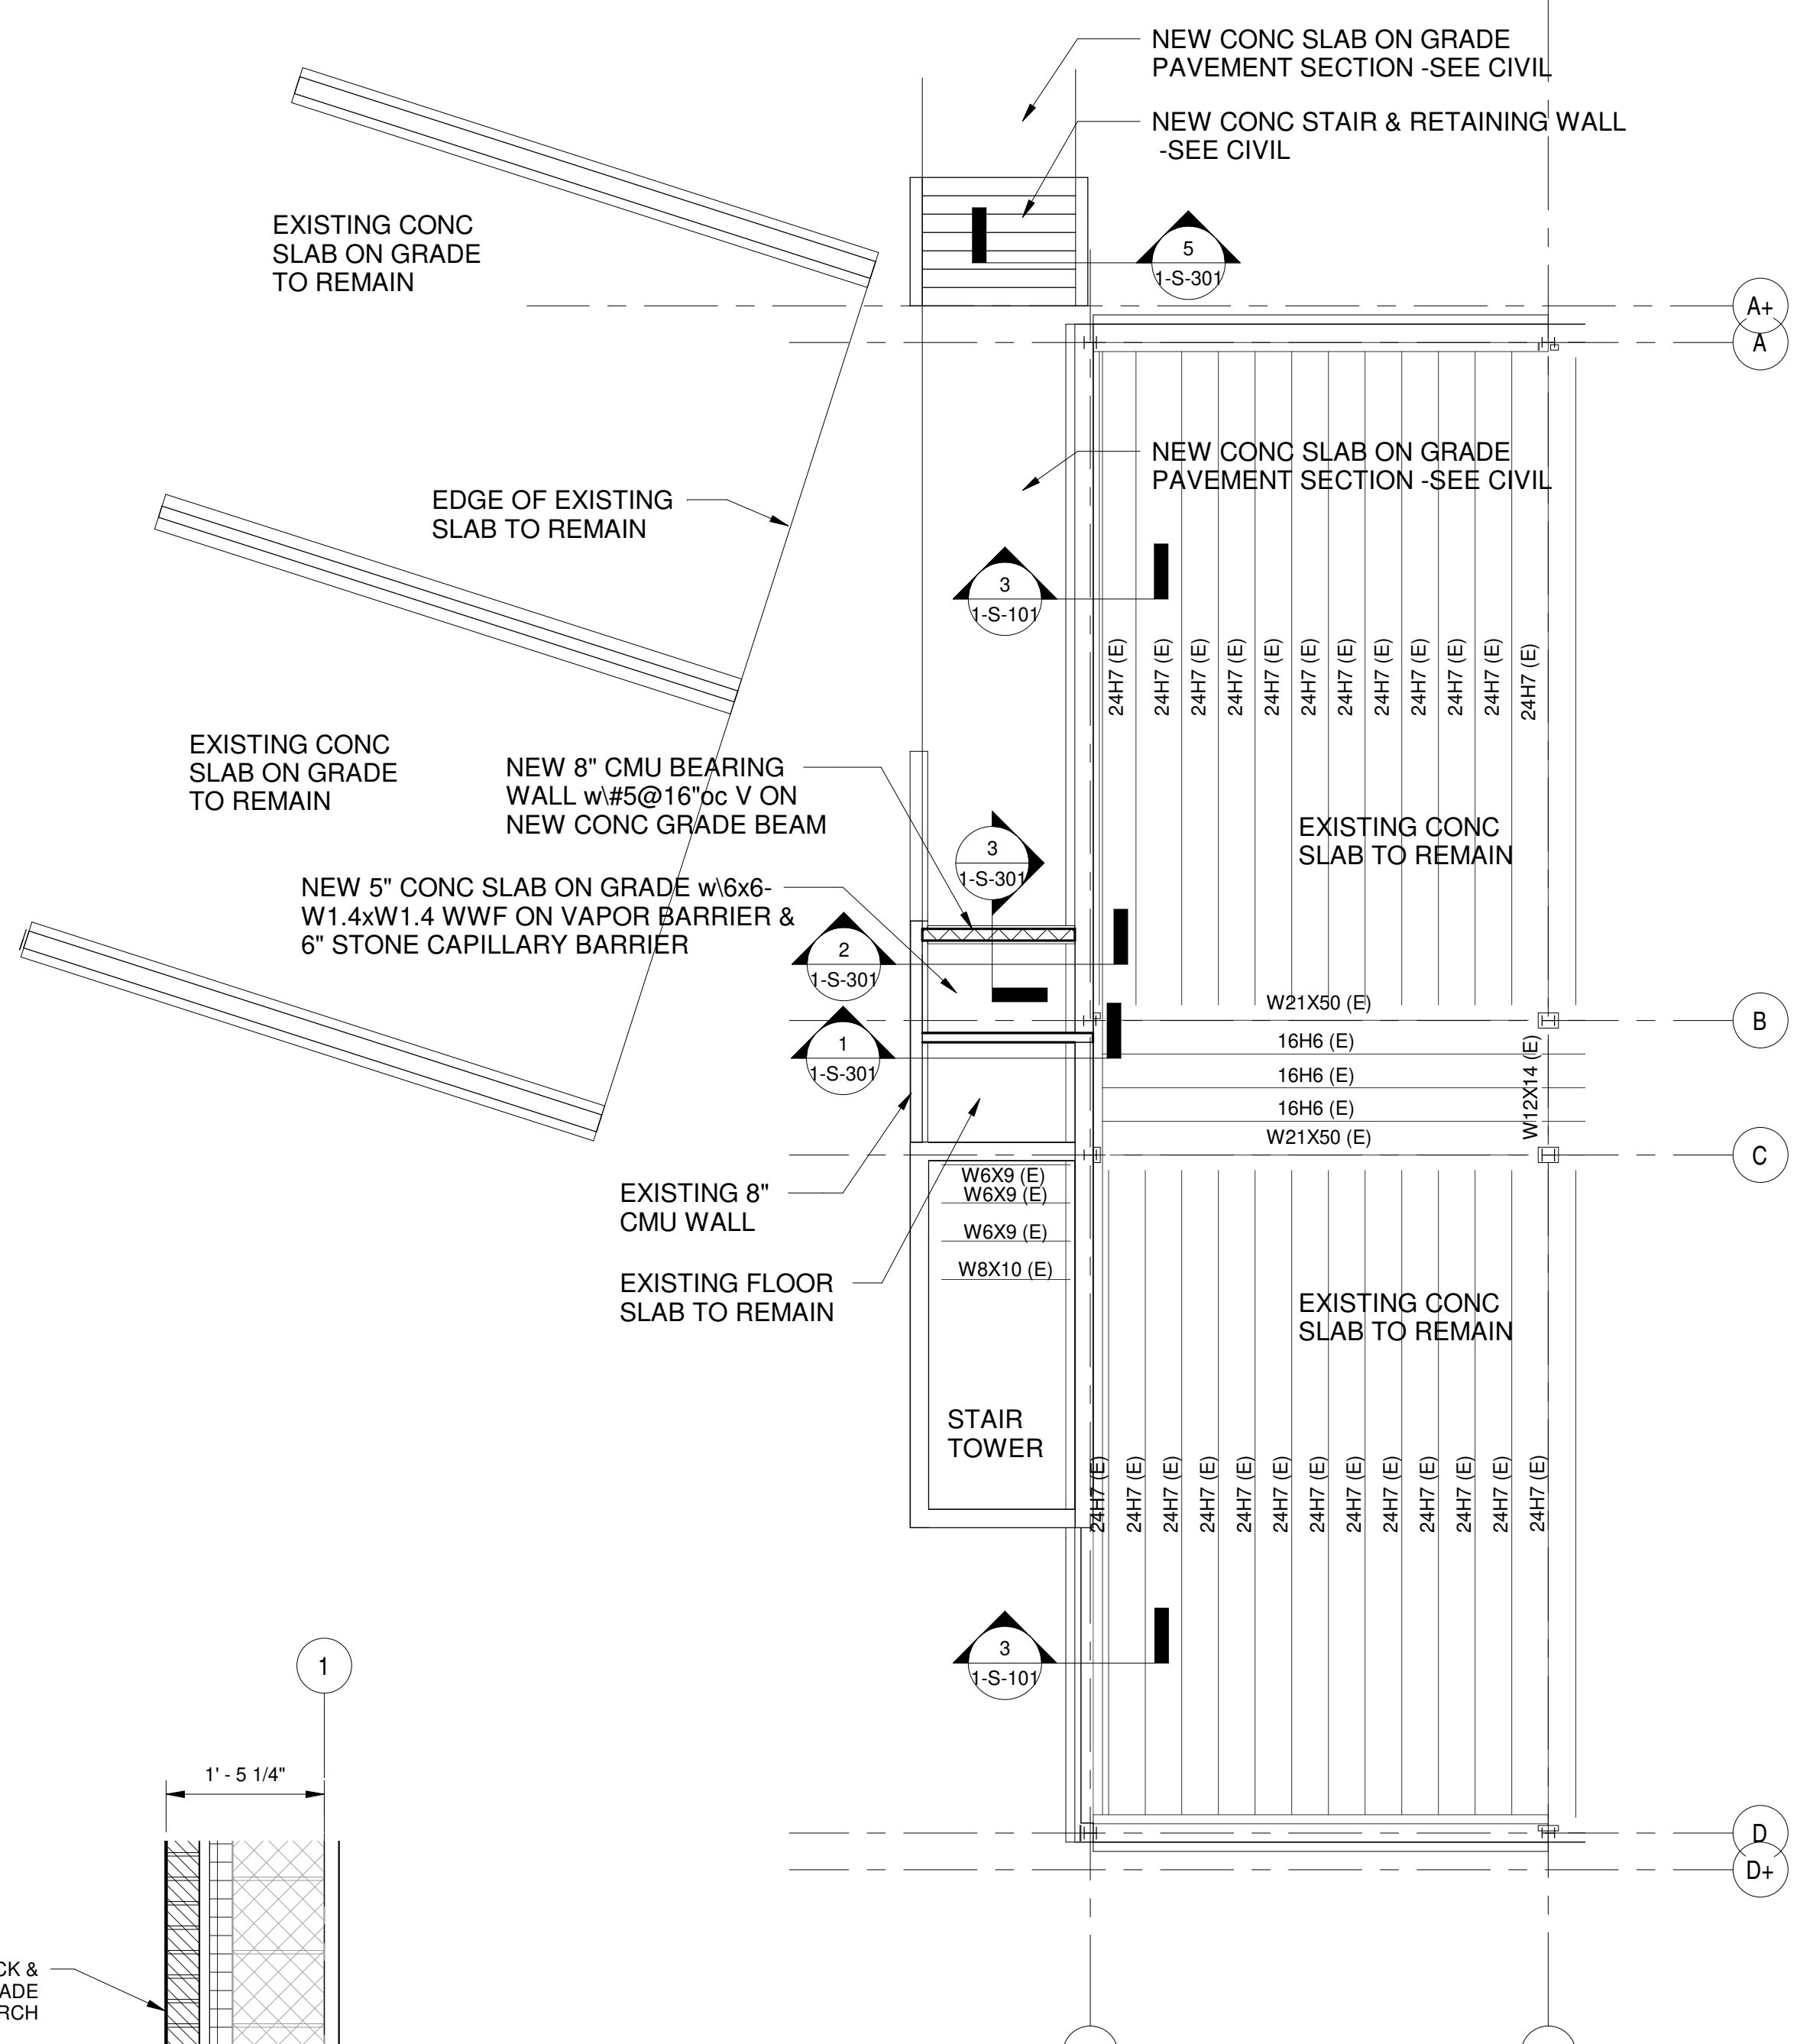 NEW CONC SLAB ON GRADE
PAVEMENT SECTION -SEE CIVIL
NEW CONC STAIR & RETAINING WALL
-SEE CIVIL
EXISTING CONC
SLAB ON GRADE
TO REMAIN
5
1-S-301
A+
A
NEW CONC SLAB ON GRADE
PAVEMENT SECTION -SEE CIVIL
EDGE OF EXISTING
SLAB TO REMAIN
3
1-S-101
24H7 (E)
24H7 (E)
24H7 (E)
24H7 (E)
24H7 (E)
24H7 (E)
24H7 (E)
24H7 (E)
24H7 (E)
24H7 (E)
24H7 (E)
24H7 (E)
EXISTING CONC
SLAB ON GRADE
TO REMAIN
NEW 8" CMU BEARING
WALL w\#5@16"oc V ON
NEW CONC GRADE BEAM
EXISTING CONC
SLAB TO REMAIN
3
1-S-301
NEW 5" CONC SLAB ON GRADE w\6x6-
W1.4xW1.4 WWF ON VAPOR BARRIER &
6" STONE CAPILLARY BARRIER
2
1-S-301
W21X50 (E)
B
1
1-S-301
16H6 (E)
16H6 (E)
16H6 (E)
W12X14 (E)
W21X50 (E)
C
W6X9 (E)
W6X9 (E)
W6X9 (E)
W8X10 (E)
EXISTING 8"
CMU WALL
EXISTING FLOOR
SLAB TO REMAIN
EXISTING CONC
SLAB TO REMAIN
STAIR
TOWER
24H7 (E)
24H7 (E)
24H7 (E)
24H7 (E)
24H7 (E)
24H7 (E)
24H7 (E)
24H7 (E)
24H7 (E)
24H7 (E)
24H7 (E)
24H7 (E)
24H7 (E)
3
1-S-101
1
1' - 5 1/4"
D
D+
CK &
ADE
RCH